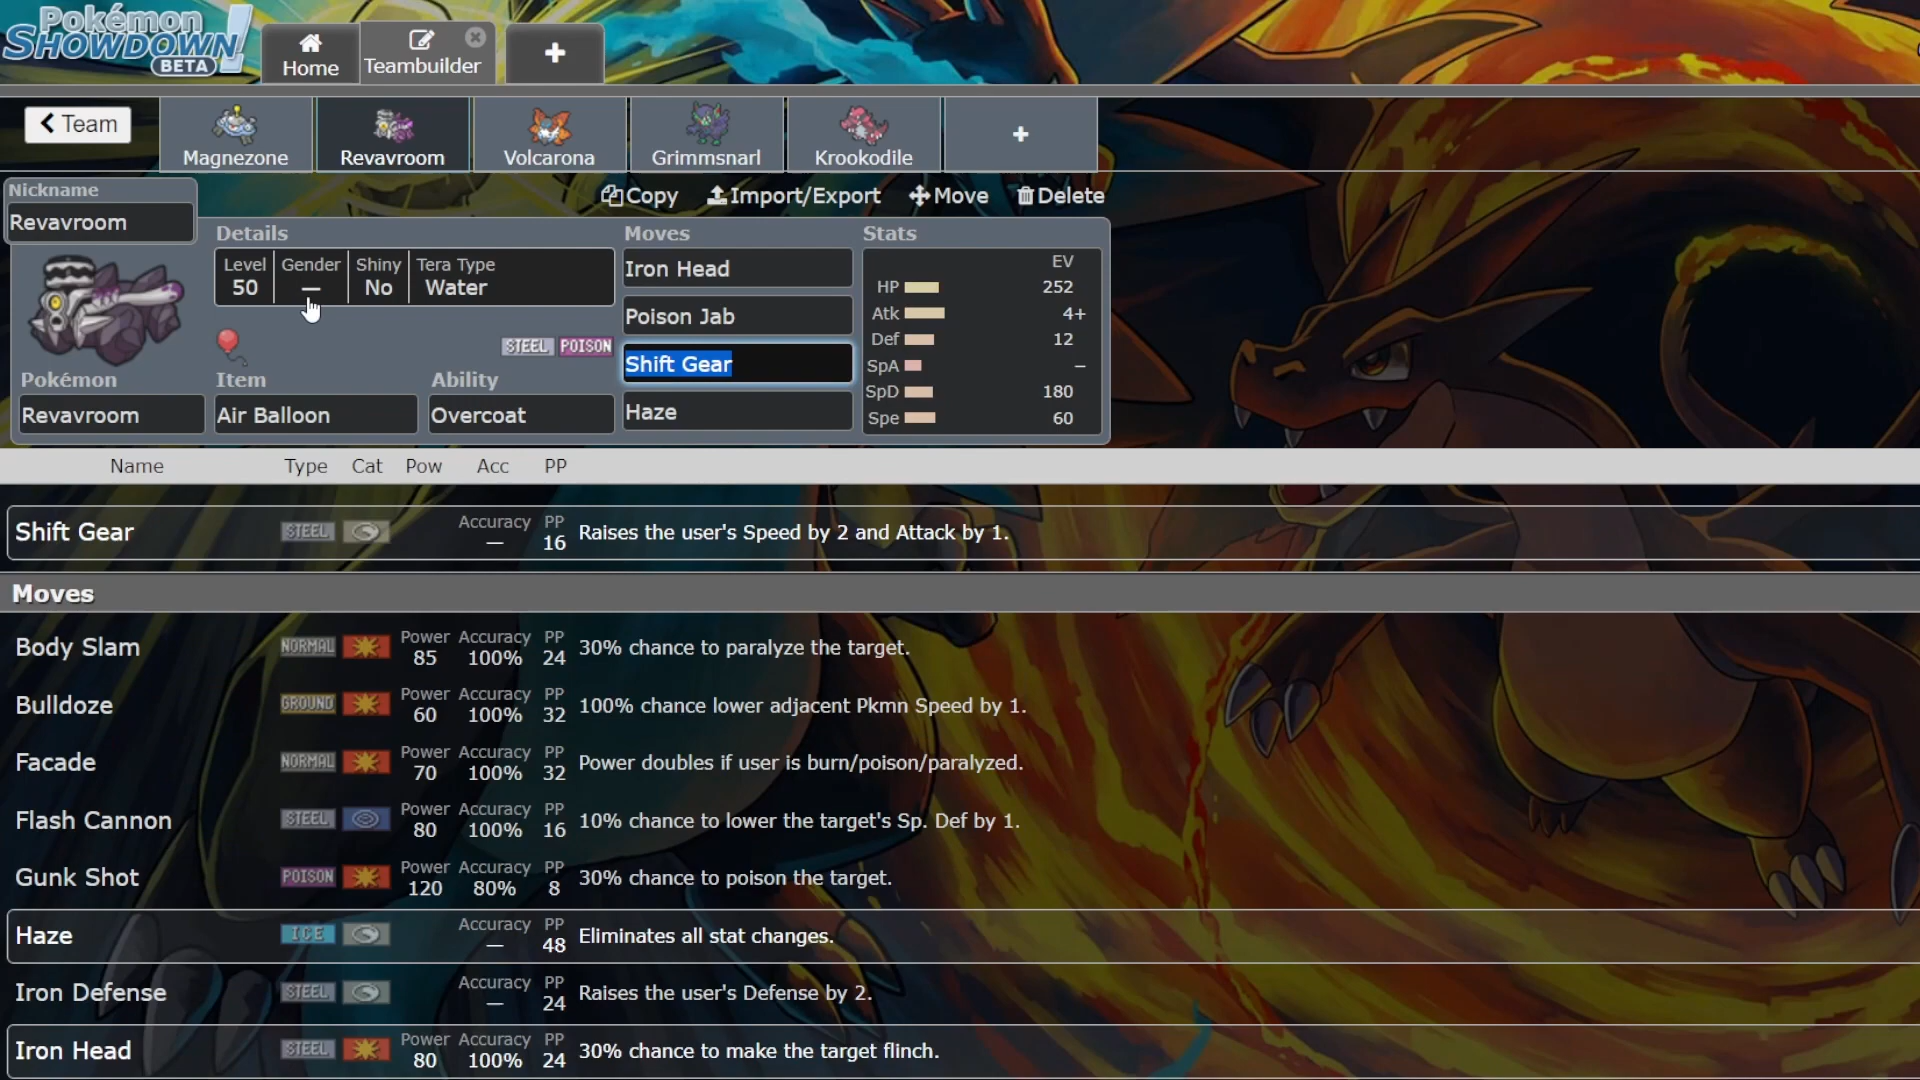 Pokémon
SHOWDOWN!
BETA
Home
Teambuilder
Team
Magnezone
Revavroom
Volcarona
Grimmsnarl
Krookodile
Nickname
Revavroom
Copy Import/Export Move Delete
Details
Level Gender Shiny Tera Type
50 — No Water
STEEL POISON
Pokémon Item Ability
Revavroom Air Balloon Overcoat
Moves
Iron Head
Poison Jab
Shift Gear
Haze
Stats
EV
HP 252
Atk 4+
Def 12
SpA –
SpD 180
Spe 60
Name Type Cat Pow Acc PP
Shift Gear STEEL Accuracy — PP 16 Raises the user's Speed by 2 and Attack by 1.
Moves
Body Slam NORMAL Power 85 Accuracy 100% PP 24 30% chance to paralyze the target.
Bulldoze GROUND Power 60 Accuracy 100% PP 32 100% chance lower adjacent Pkmn Speed by 1.
Facade NORMAL Power 70 Accuracy 100% PP 32 Power doubles if user is burn/poison/paralyzed.
Flash Cannon STEEL Power 80 Accuracy 100% PP 16 10% chance to lower the target's Sp. Def by 1.
Gunk Shot POISON Power 120 Accuracy 80% PP 8 30% chance to poison the target.
Haze ICE Accuracy — PP 48 Eliminates all stat changes.
Iron Defense STEEL Accuracy — PP 24 Raises the user's Defense by 2.
Iron Head STEEL Power 80 Accuracy 100% PP 24 30% chance to make the target flinch.